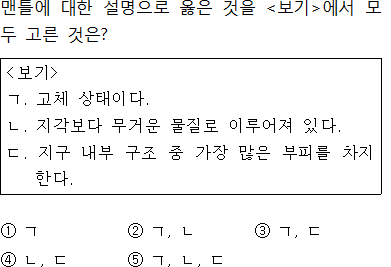 맨틀에 대한 설명으로 옳은 것을 <보기>에서 모
두 고른 것은?
<보기>
ㄱ. 고체 상태이다.
ㄴ. 지각보다 무거운 물질로 이루어져 있다.
ㄷ. 지구 내부 구조 중 가장 많은 부피를 차지
한다.
① ㄱ ② ㄱ, ㄴ ③ ㄱ, ㄷ
④ ㄴ, ㄷ ⑤ ㄱ, ㄴ, ㄷ